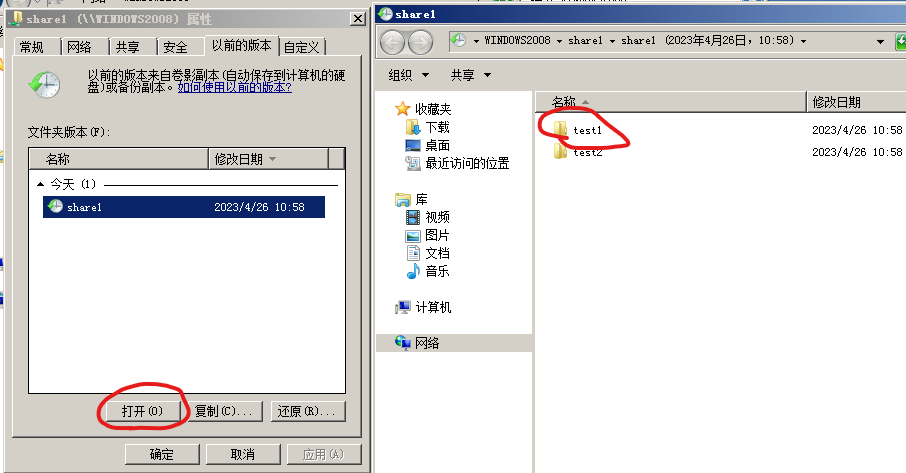 share1 (\\WINDOWS2008) 属性
常规
网络
共享
安全
以前的版本
自定义
以前的版本来自卷影副本(自动保存到计算机的硬
盘)或备份副本。如何使用以前的版本?
文件夹版本(F):
名称
修改日期
今天 (1)
share1
2023/4/26 10:58
打开(O)
复制(C)...
还原(R)...
确定
取消
应用(A)
share1
WINDOWS2008
share1
share1 (2023年4月26日, 10:58)
组织
共享
收藏夹
下载
桌面
最近访问的位置
库
视频
图片
文档
音乐
计算机
网络
名称
修改日期
test1
2023/4/26 10:58
test2
2023/4/26 10:58